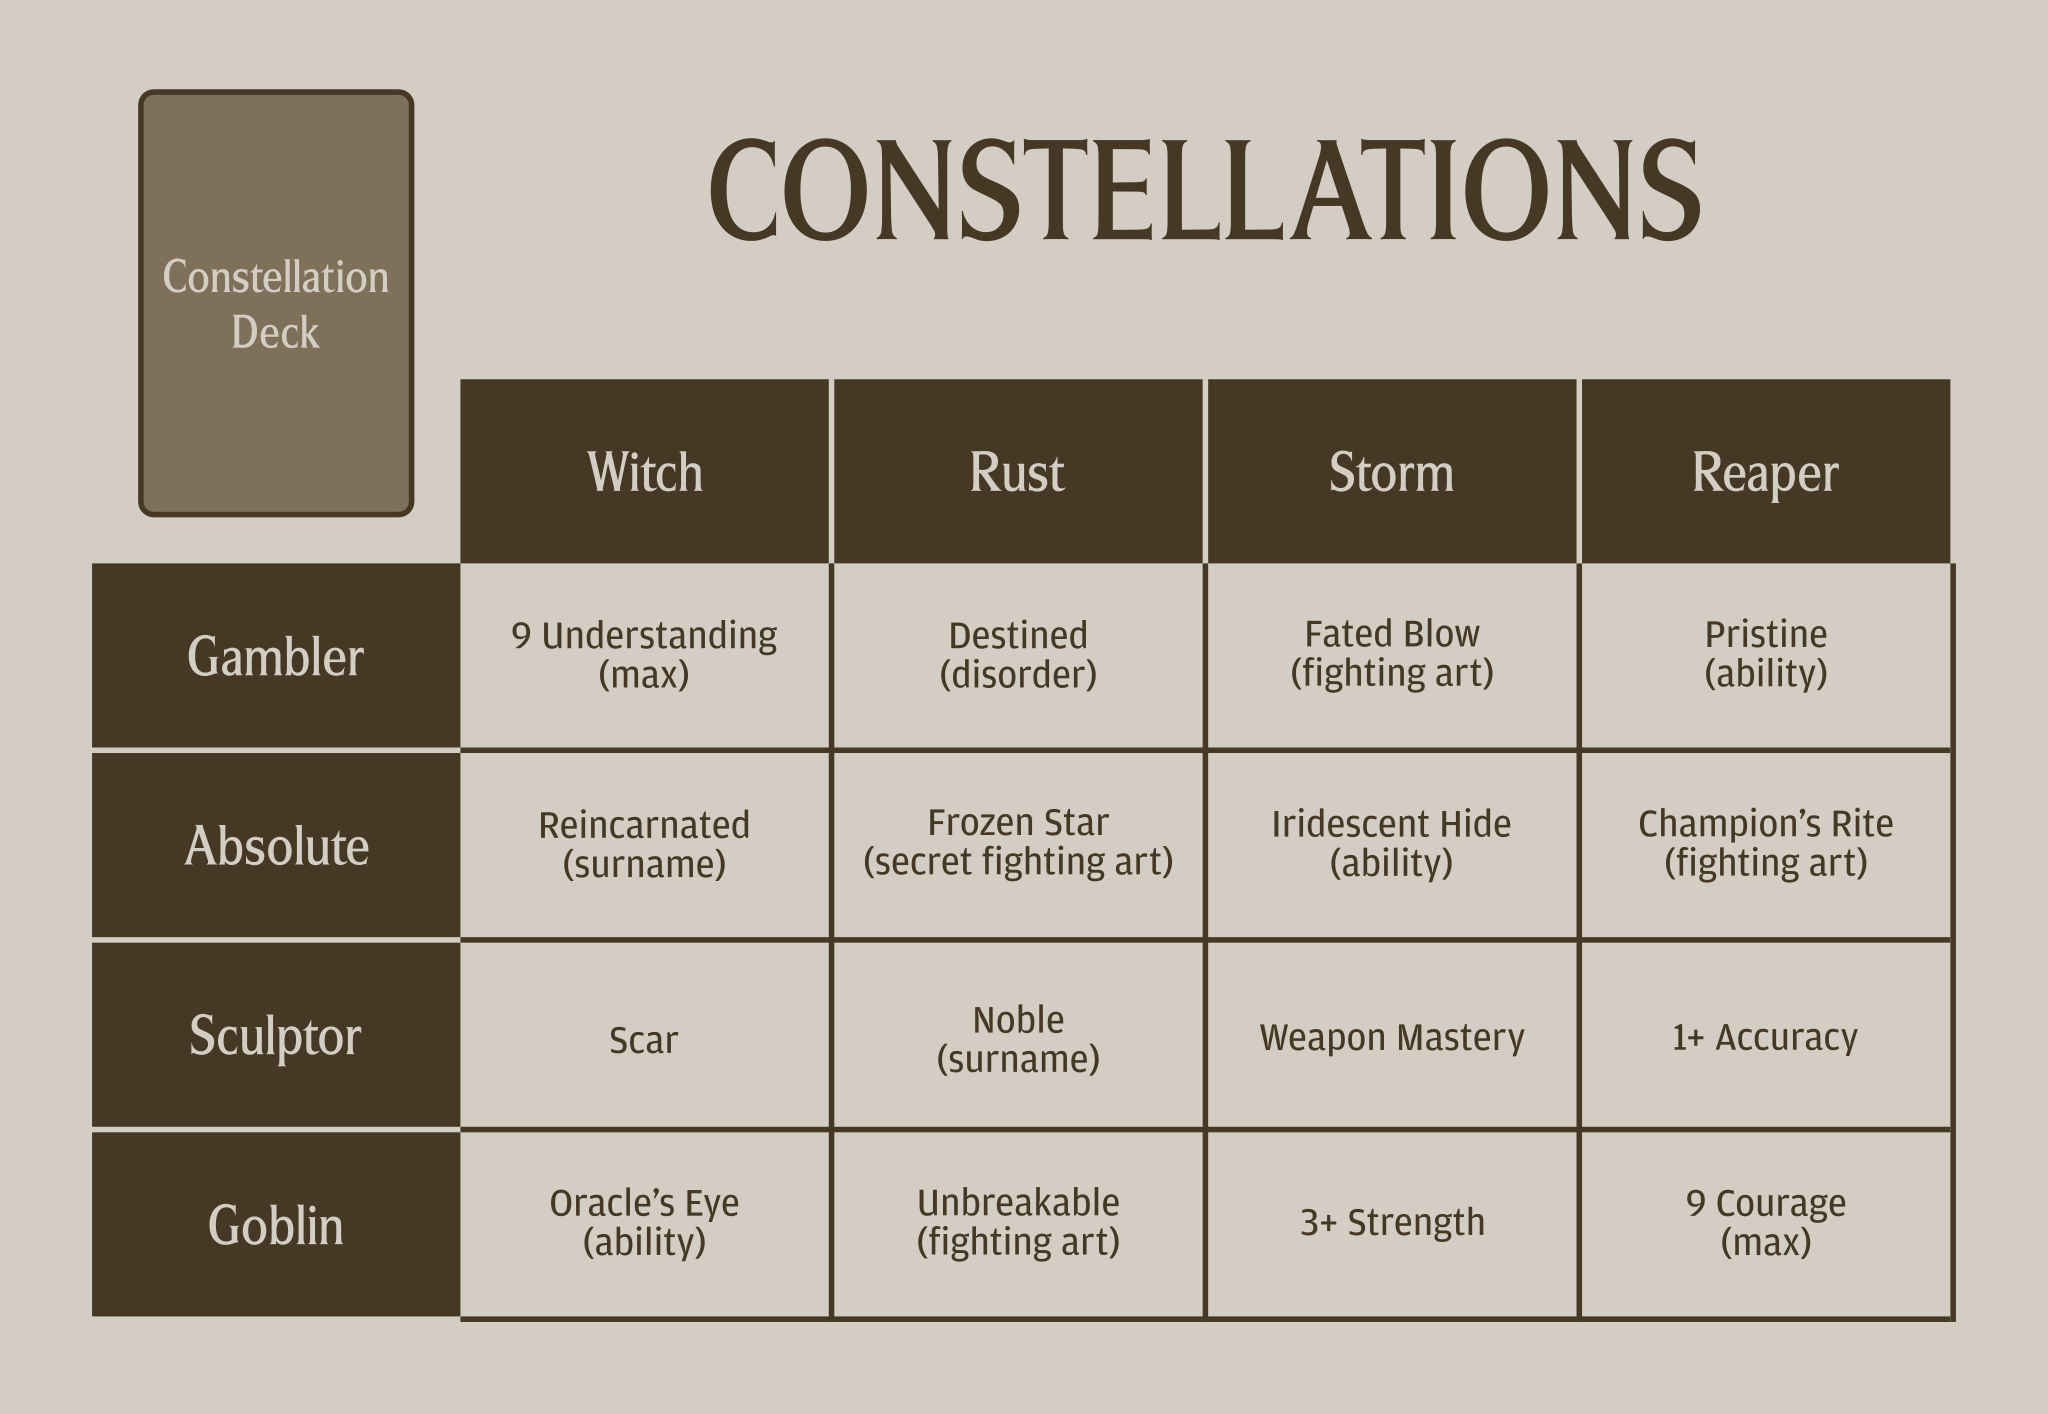 Constellation
Deck
CONSTELLATIONS
Witch
Rust
Storm
Reaper
Gambler
9 Understanding
(max)
Destined
(disorder)
Fated Blow
(fighting art)
Pristine
(ability)
Absolute
Reincarnated
(surname)
Frozen Star
(secret fighting art)
Iridescent Hide
(ability)
Champion’s Rite
(fighting art)
Sculptor
Scar
Noble
(surname)
Weapon Mastery
1+ Accuracy
Goblin
Oracle’s Eye
(ability)
Unbreakable
(fighting art)
3+ Strength
9 Courage
(max)